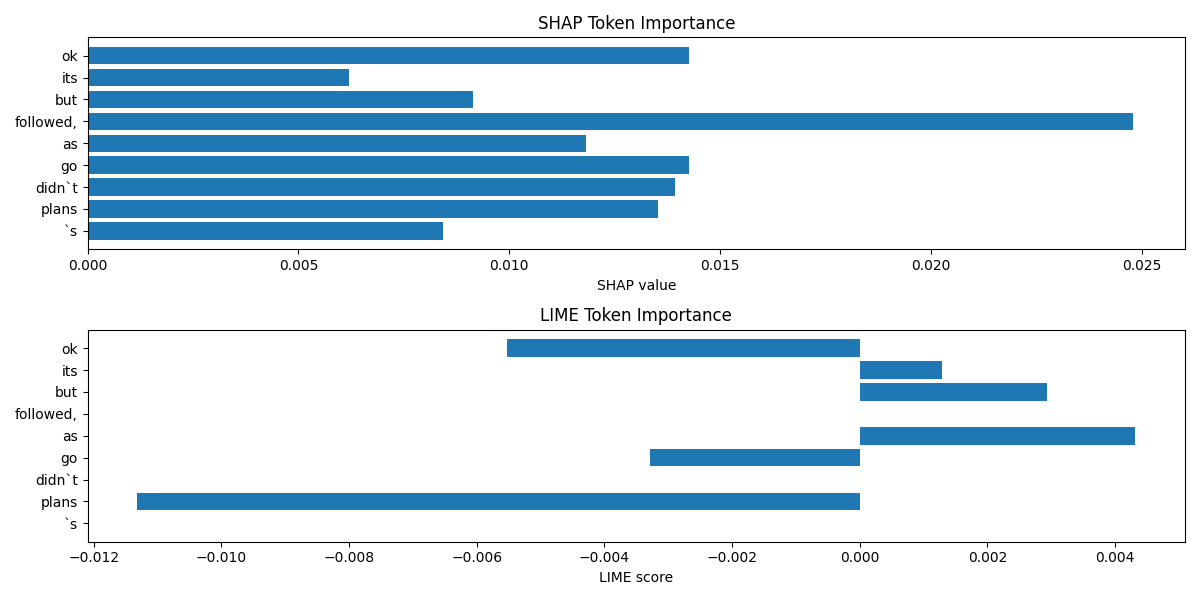 SHAP Token Importance
ok
its
but
followed,
as
go
didn`t
plans
`s
0.000 0.005 0.010 0.015 0.020 0.025
SHAP value
LIME Token Importance
ok
its
but
followed,
as
go
didn`t
plans
`s
−0.012 −0.010 −0.008 −0.006 −0.004 −0.002 0.000 0.002 0.004
LIME score